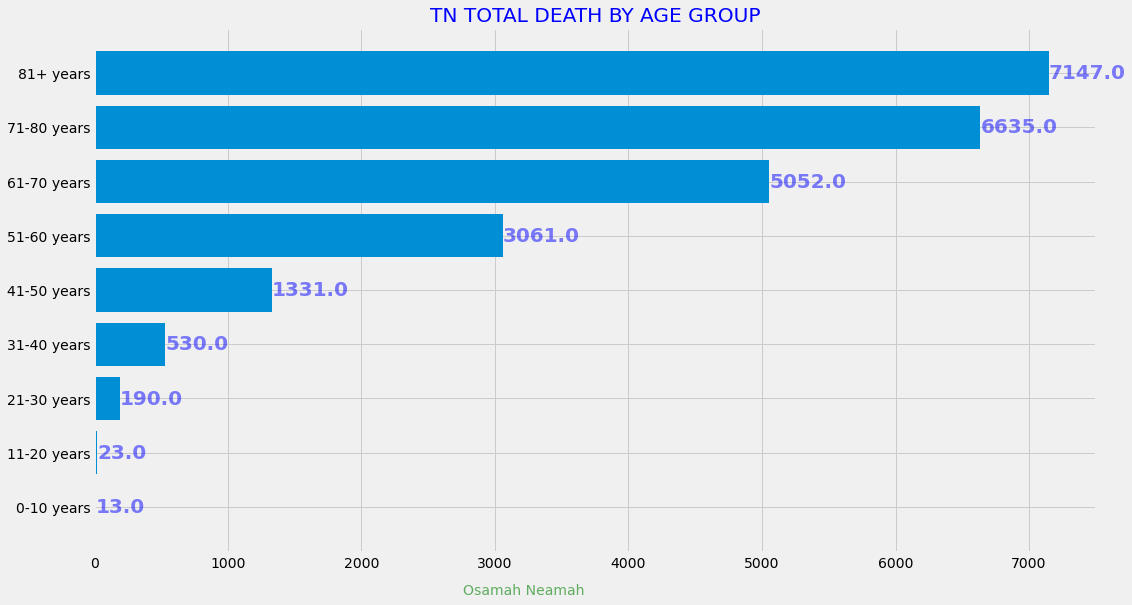 TN TOTAL DEATH BY AGE GROUP
81+ years 7147.0
71-80 years 6635.0
61-70 years 5052.0
51-60 years 3061.0
41-50 years 1331.0
31-40 years 530.0
21-30 years 190.0
11-20 years 23.0
0-10 years 13.0
0 1000 2000 3000 4000 5000 6000 7000
Osamah Neamah